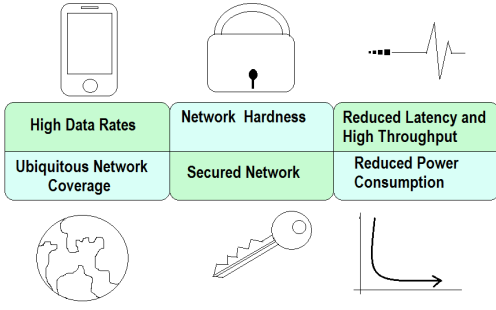 High Data Rates
Network Hardness
Reduced Latency and
High Throughput
Ubiquitous Network
Coverage
Secured Network
Reduced Power
Consumption